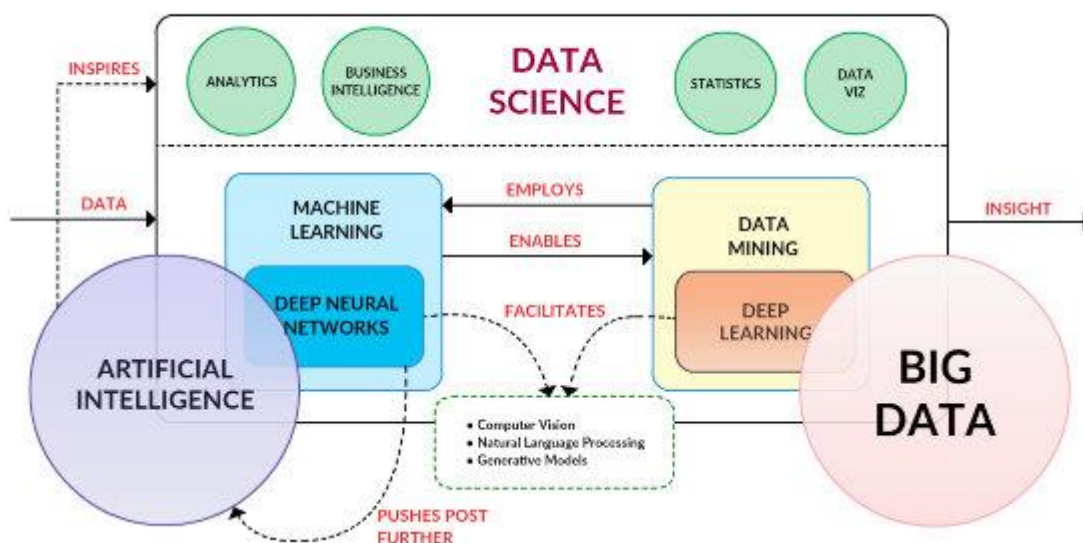 INSPIRES
ANALYTICS
BUSINESS
INTELLIGENCE
DATA
SCIENCE
STATISTICS
DATA
VIZ
DATA
MACHINE
LEARNING
EMPLOYS
ENABLES
DATA
MINING
INSIGHT
DEEP NEURAL
NETWORKS
FACILITATES
DEEP
LEARNING
ARTIFICIAL
INTELLIGENCE
BIG
DATA
• Computer Vision
• Natural Language Processing
• Generative Models
PUSHES POST
FURTHER